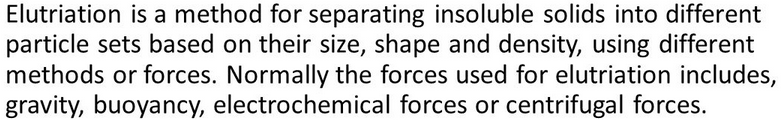 Elutriation is a method for separating insoluble solids into different
particle sets based on their size, shape and density, using different
methods or forces. Normally the forces used for elutriation includes,
gravity, buoyancy, electrochemical forces or centrifugal forces.